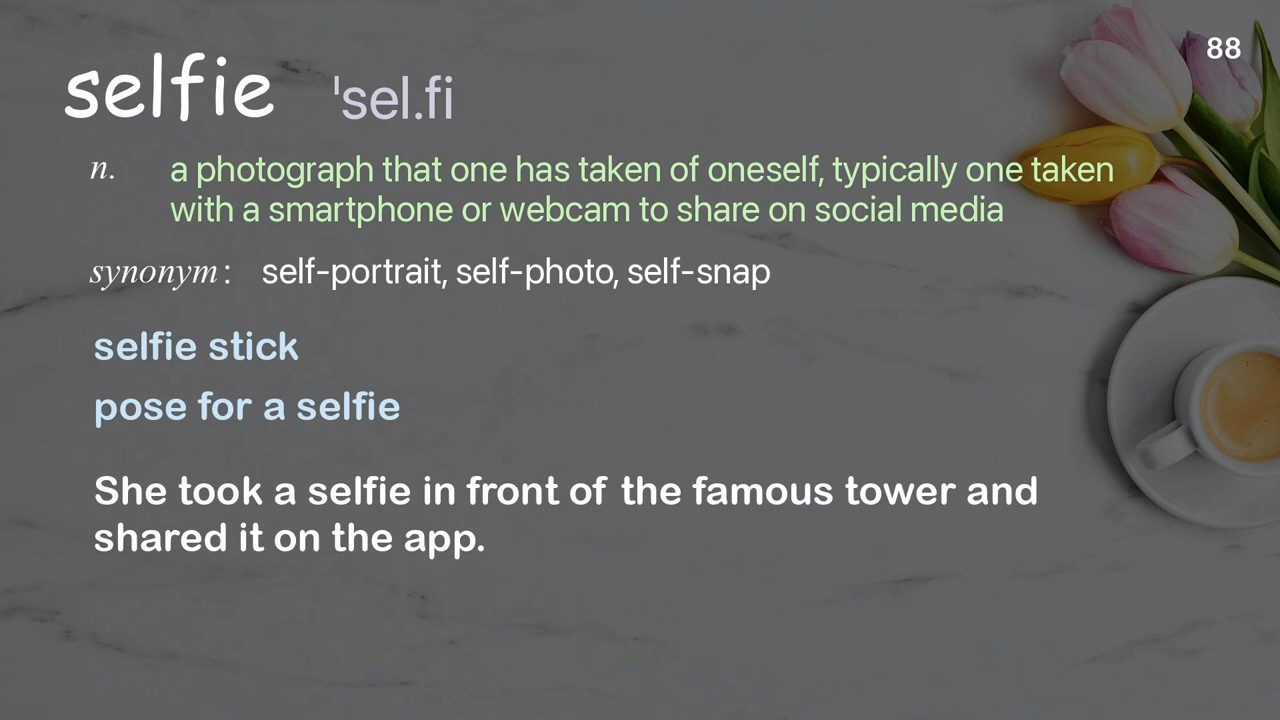 88
selfie ˈsel.fi
n. a photograph that one has taken of oneself, typically one taken
with a smartphone or webcam to share on social media
synonym: self-portrait, self-photo, self-snap
selfie stick
pose for a selfie
She took a selfie in front of the famous tower and
shared it on the app.